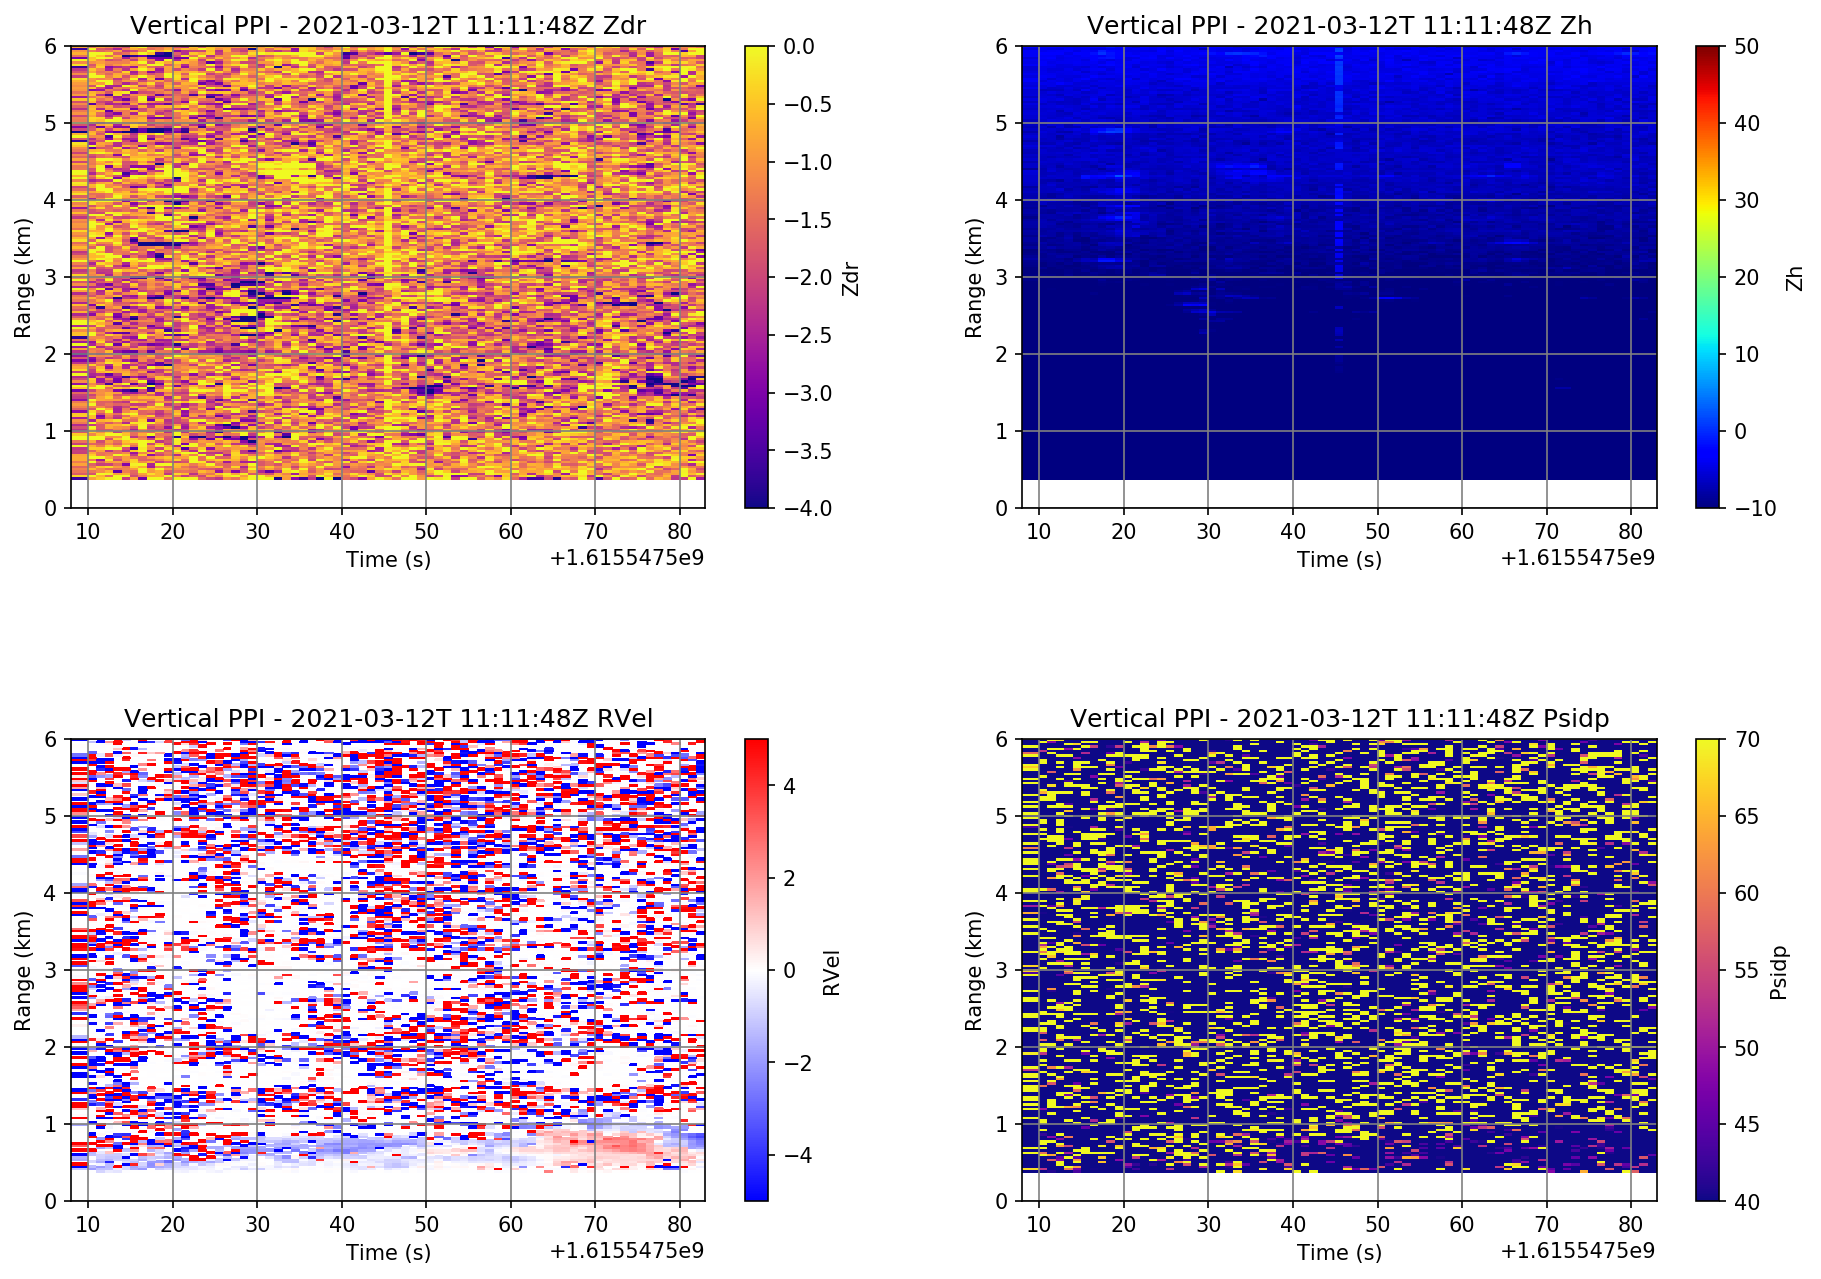 Vertical PPI - 2021-03-12T 11:11:48Z Zdr
6
5
4
3
2
1
0
Range (km)
10 20 30 40 50 60 70 80
Time (s)
+1.6155475e9
0.0
−0.5
−1.0
−1.5
−2.0
−2.5
−3.0
−3.5
−4.0
Zdr
Vertical PPI - 2021-03-12T 11:11:48Z Zh
6
5
4
3
2
1
0
Range (km)
10 20 30 40 50 60 70 80
Time (s)
+1.6155475e9
50
40
30
20
10
0
−10
Zh
Vertical PPI - 2021-03-12T 11:11:48Z RVel
6
5
4
3
2
1
0
Range (km)
10 20 30 40 50 60 70 80
Time (s)
+1.6155475e9
4
2
0
−2
−4
RVel
Vertical PPI - 2021-03-12T 11:11:48Z Psidp
6
5
4
3
2
1
0
Range (km)
10 20 30 40 50 60 70 80
Time (s)
+1.6155475e9
70
65
60
55
50
45
40
Psidp